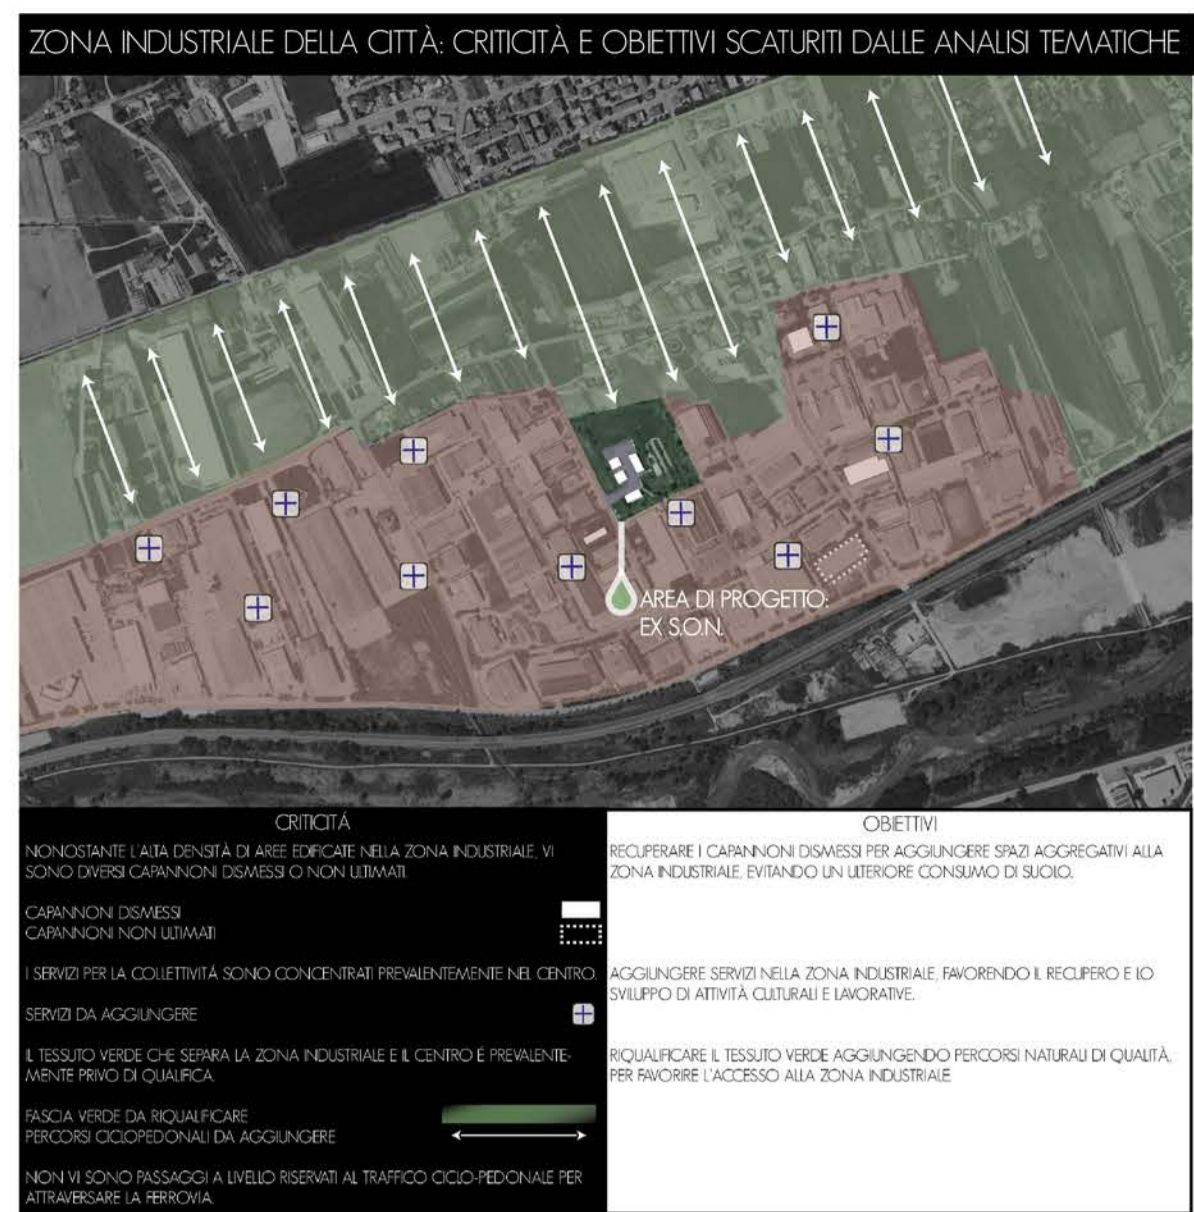 ZONA INDUSTRIALE DELLA CITTÀ: CRITICITÀ E OBIETTIVI SCATURITI DALLE ANALISI TEMATICHE
AREA DI PROGETTO:
EX S.O.N.
CRITICITÁ
NONOSTANTE L'ALTA DENSITÀ DI AREE EDIFICATE NELLA ZONA INDUSTRIALE, VI
SONO DIVERSI CAPANNONI DISMESSI O NON ULTIMATI.
CAPANNONI DISMESSI
CAPANNONI NON ULTIMATI
I SERVIZI PER LA COLLETTIVITÁ SONO CONCENTRATI PREVALENTEMENTE NEL CENTRO.
SERVIZI DA AGGIUNGERE
IL TESSUTO VERDE CHE SEPARA LA ZONA INDUSTRIALE E IL CENTRO É PREVALENTE-
MENTE PRIVO DI QUALIFICA.
FASCIA VERDE DA RIQUALIFICARE
PERCORSI CICLOPEDONALI DA AGGIUNGERE
NON VI SONO PASSAGGI A LIVELLO RISERVATI AL TRAFFICO CICLO-PEDONALE PER
ATTRAVERSARE LA FERROVIA.
OBIETTIVI
RECUPERARE I CAPANNONI DISMESSI PER AGGIUNGERE SPAZI AGGREGATIVI ALLA
ZONA INDUSTRIALE, EVITANDO UN ULTERIORE CONSUMO DI SUOLO.
AGGIUNGERE SERVIZI NELLA ZONA INDUSTRIALE, FAVORENDO IL RECUPERO E LO
SVILUPPO DI ATTIVITÀ CULTURALI E LAVORATIVE.
RIQUALIFICARE IL TESSUTO VERDE AGGIUNGENDO PERCORSI NATURALI DI QUALITÀ,
PER FAVORIRE L'ACCESSO ALLA ZONA INDUSTRIALE.